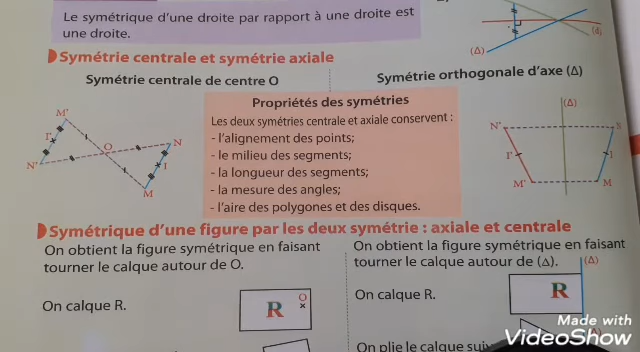 Le symétrique d'une droite par rapport à une droite est
une droite.
(d)
(Δ)
Symétrie centrale et symétrie axiale
Symétrie centrale de centre O
Symétrie orthogonale d'axe (Δ)
M'
I'
O
N
N'
I
M
Propriétés des symétries
Les deux symétries centrale et axiale conservent :
- l'alignement des points;
- le milieu des segments;
- la longueur des segments;
- la mesure des angles;
- l'aire des polygones et des disques.
(Δ)
N'
I'
I
M'
M
Symétrique d'une figure par les deux symétrie : axiale et centrale
On obtient la figure symétrique en faisant
tourner le calque autour de O.
On calque R.
O
R
On obtient la figure symétrique en faisant
tourner le calque autour de (Δ).
(Δ)
On calque R.
R
On plie le calque
Made with
VideoShow